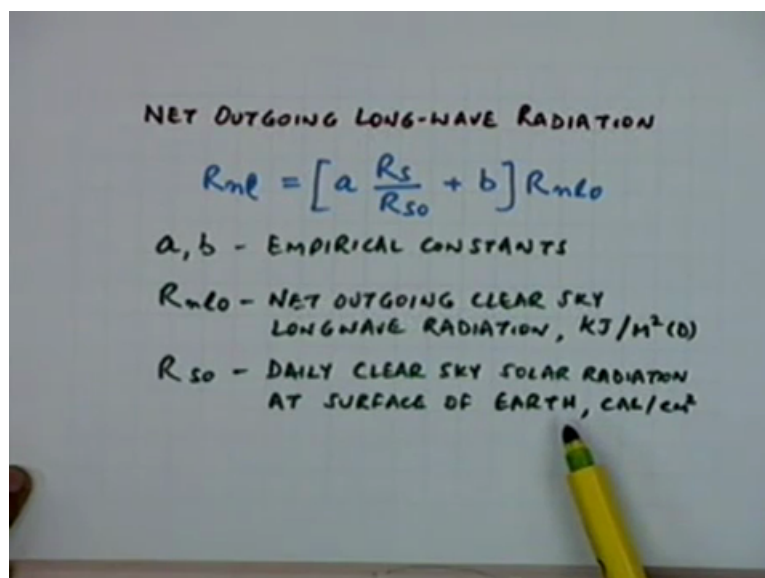 NET OUTGOING LONG-WAVE RADIATION
Rnl = [a Rs/Rso + b] Rnlo
a, b - EMPIRICAL CONSTANTS
Rnlo - NET OUTGOING CLEAR SKY
LONGWAVE RADIATION, KJ/M²(D)
Rso - DAILY CLEAR SKY SOLAR RADIATION
AT SURFACE OF EARTH, CAL/cm²